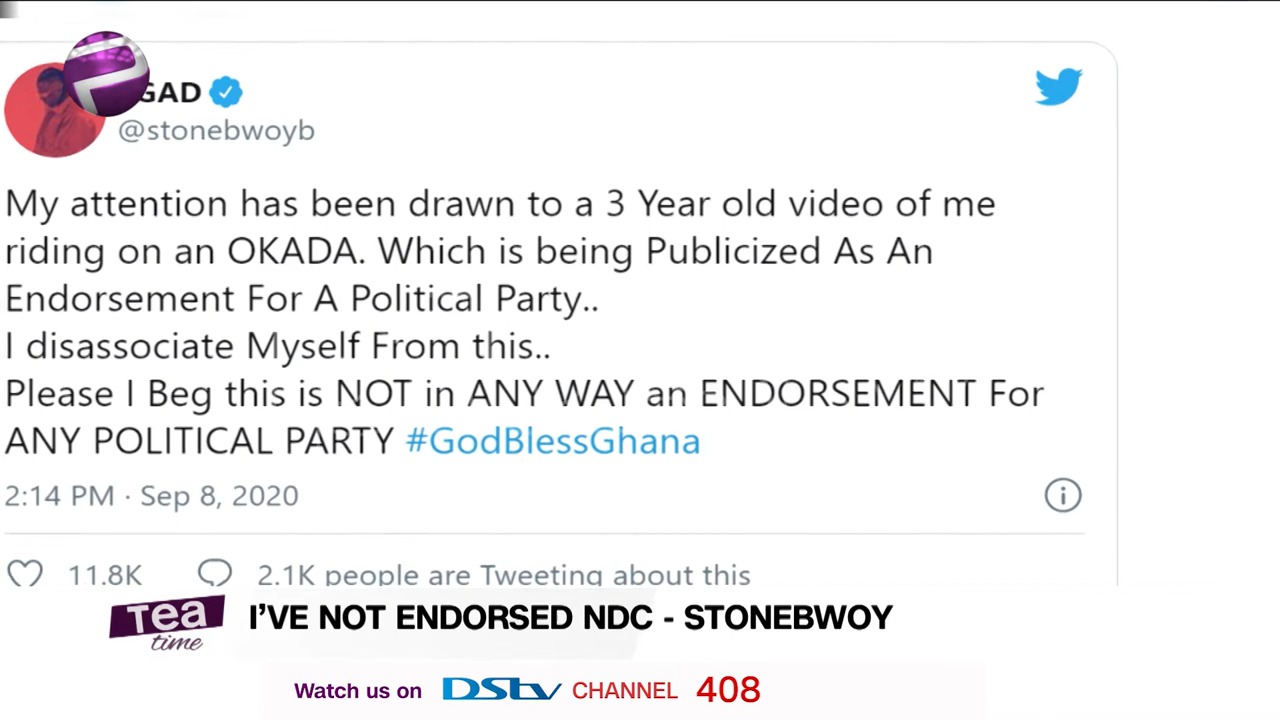 GAD
@stonebwoyb
My attention has been drawn to a 3 Year old video of me
riding on an OKADA. Which is being Publicized As An
Endorsement For A Political Party..
I disassociate Myself From this..
Please I Beg this is NOT in ANY WAY an ENDORSEMENT For
ANY POLITICAL PARTY #GodBlessGhana
2:14 PM · Sep 8, 2020
11.8K 2.1K people are Tweeting about this
Tea
time
I'VE NOT ENDORSED NDC - STONEBWOY
Watch us on DStv CHANNEL 408